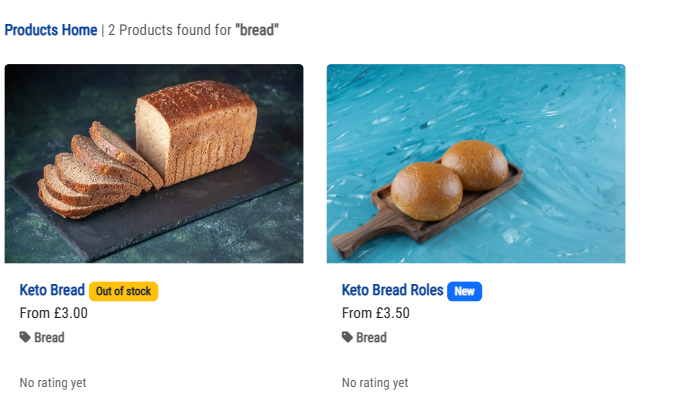 Products Home | 2 Products found for "bread"
Keto Bread Out of stock
From £3.00
Bread
No rating yet
Keto Bread Roles New
From £3.50
Bread
No rating yet